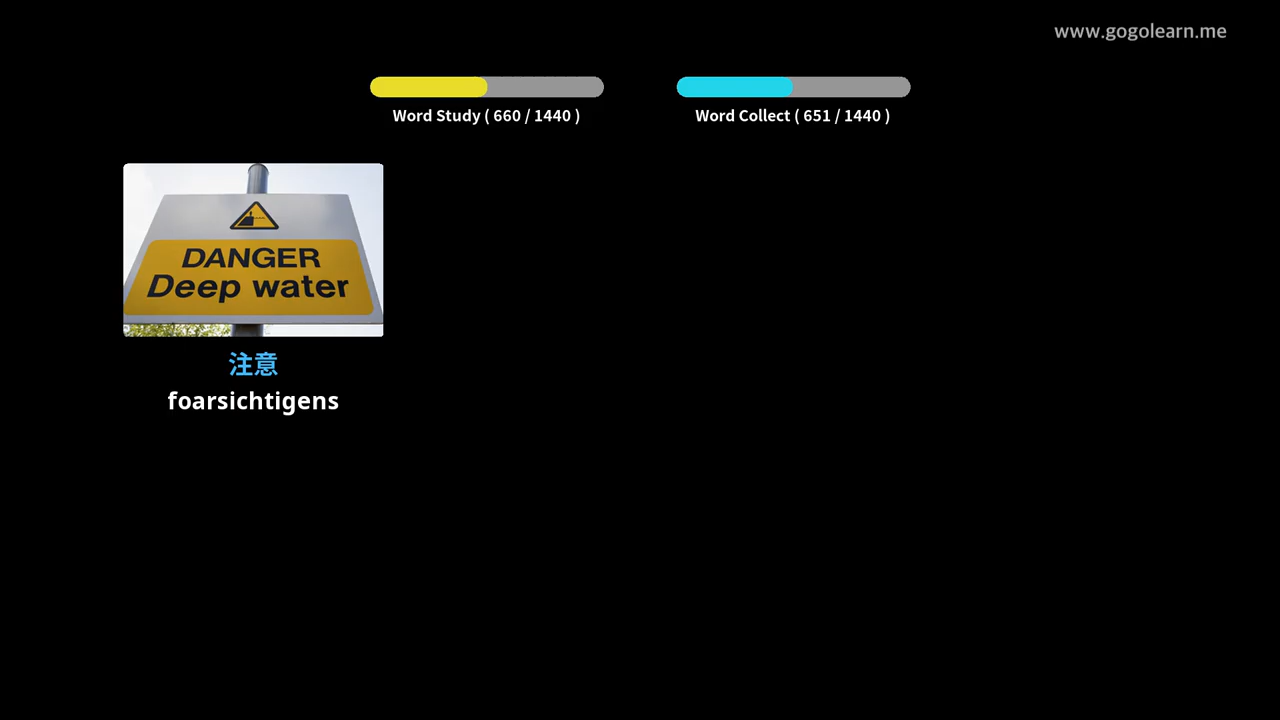 www.gogolearn.me
Word Study ( 660 / 1440 )
Word Collect ( 651 / 1440 )
DANGER
Deep water
注意
foarsichtigens